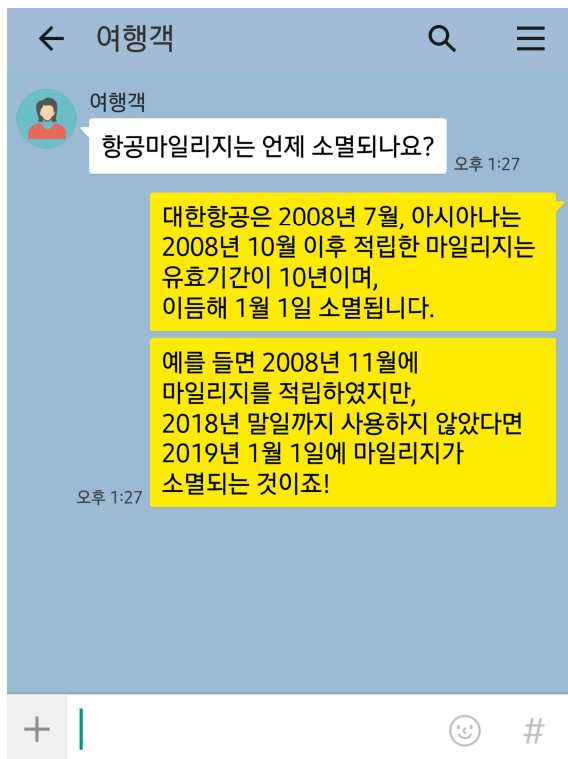 여행객
여행객
항공마일리지는 언제 소멸되나요?
오후 1:27
대한항공은 2008년 7월, 아시아나는
2008년 10월 이후 적립한 마일리지는
유효기간이 10년이며,
이듬해 1월 1일 소멸됩니다.
예를 들면 2008년 11월에
마일리지를 적립하였지만,
2018년 말일까지 사용하지 않았다면
2019년 1월 1일에 마일리지가
소멸되는 것이죠!
오후 1:27
#